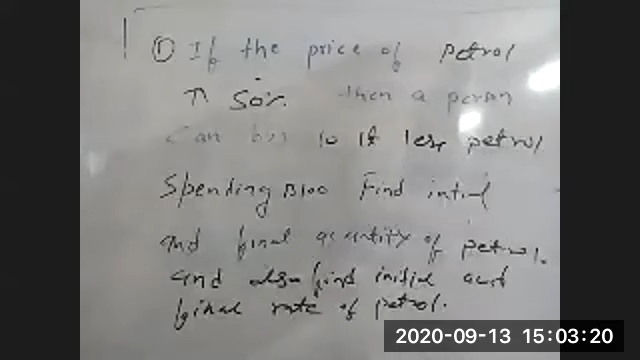 ① If the price of petrol
↑ 50%. then a person
can buy 10 lt less petrol
Spending
Find initial
and final quantity of petrol.
and also find initial and
final rate of petrol.
2020-09-13 15:03:20